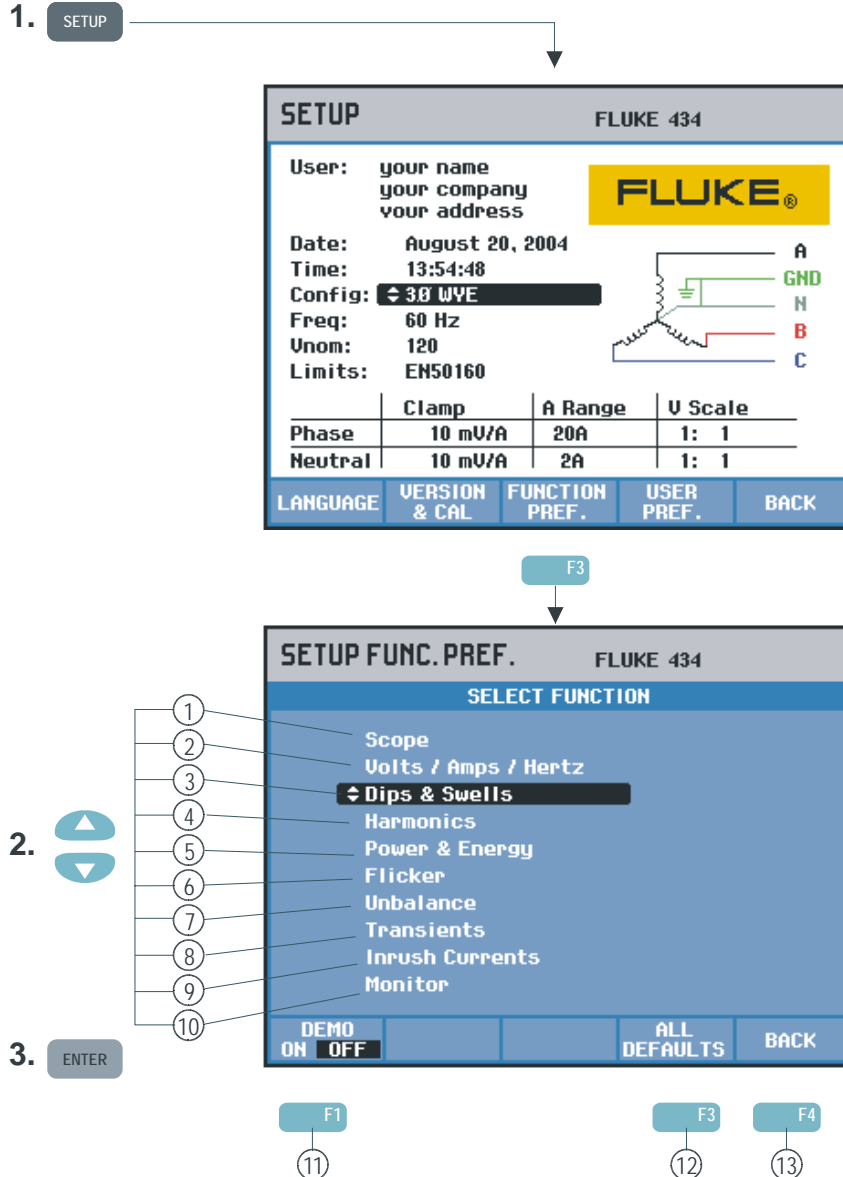 1. SETUP
SETUP FLUKE 434
User: your name
your company
your address
FLUKE®
Date: August 20, 2004
Time: 13:54:48
Config: 3Ø WYE
Freq: 60 Hz
Vnom: 120
Limits: EN50160
A
GND
N
B
C
Clamp A Range V Scale
Phase 10 mV/A 20A 1: 1
Neutral 10 mV/A 2A 1: 1
LANGUAGE VERSION & CAL FUNCTION PREF. USER PREF. BACK
F3
SETUP FUNC. PREF. FLUKE 434
SELECT FUNCTION
1 Scope
2 Volts / Amps / Hertz
3 Dips & Swells
4 Harmonics
2.
5 Power & Energy
6 Flicker
7 Unbalance
8 Transients
9 Inrush Currents
10 Monitor
3. ENTER
DEMO ON OFF ALL DEFAULTS BACK
F1 F3 F4
11 12 13